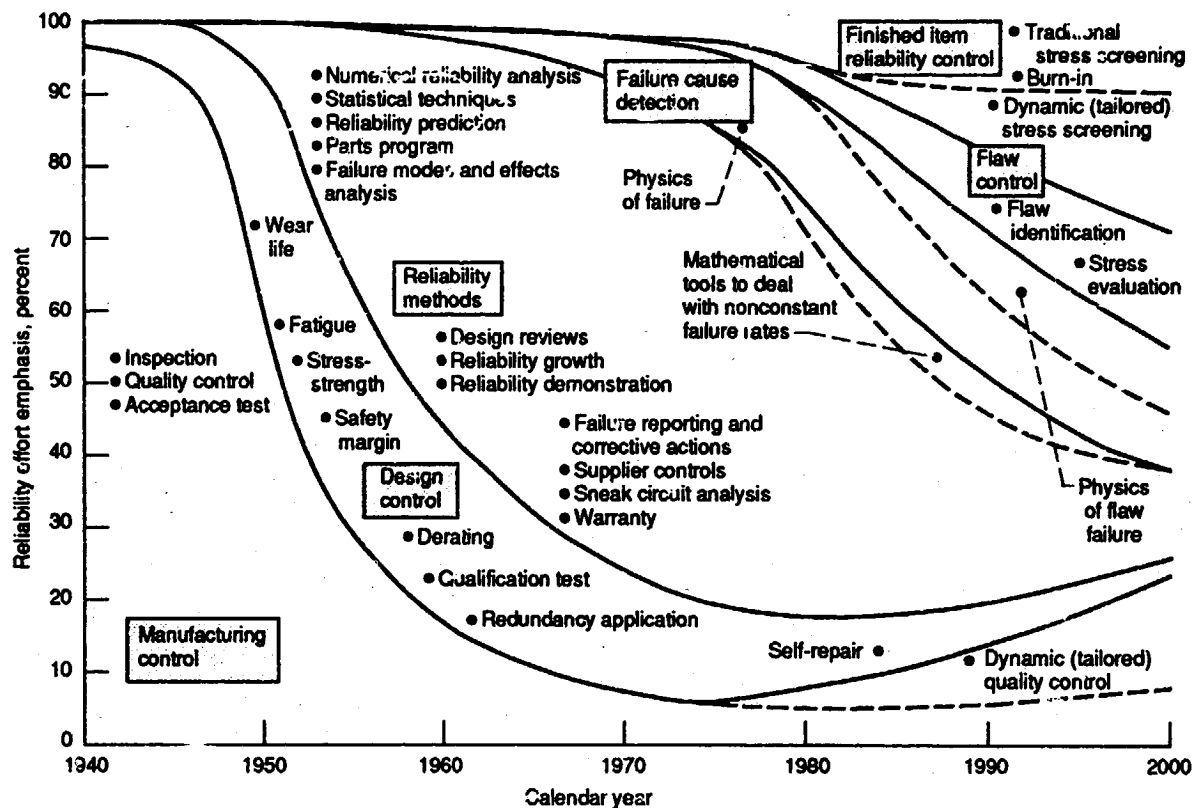 100
90
80
70
60
50
40
30
20
10
0
Reliability effort emphasis, percent
1940
1950
1960
1970
1980
1990
2000
Calendar year
Inspection
Quality control
Acceptance test
Manufacturing
control
Wear
life
Fatigue
Stress-
strength
Safety
margin
Design
control
Derating
Qualification test
Redundancy application
Self-repair
Numerical reliability analysis
Statistical techniques
Reliability prediction
Parts program
Failure modes and effects
analysis
Reliability
methods
Design reviews
Reliability growth
Reliability demonstration
Failure reporting and
corrective actions
Supplier controls
Sneak circuit analysis
Warranty
Failure cause
detection
Physics
of failure
Mathematical
tools to deal
with nonconstant
failure rates
Finished item
reliability control
Traditional
stress screening
Burn-in
Dynamic (tailored)
stress screening
Flaw
control
Flaw
identification
Stress
evaluation
Physics
of flaw
failure
Dynamic (tailored)
quality control